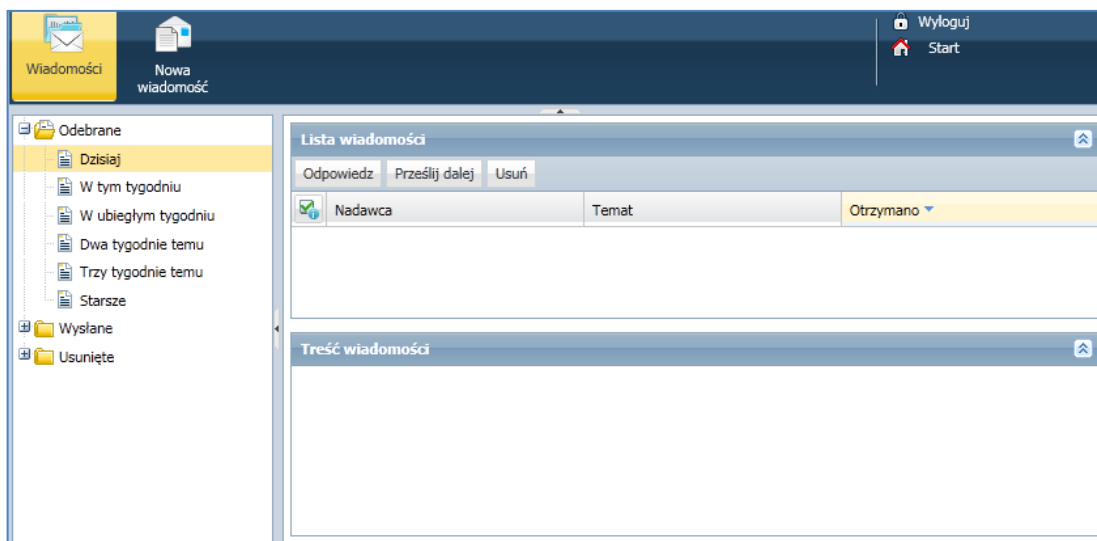 Wiadomości
Nowa
wiadomość
Wyloguj
Start
Odebrane
Dzisiaj
W tym tygodniu
W ubiegłym tygodniu
Dwa tygodnie temu
Trzy tygodnie temu
Starsze
Wysłane
Usunięte
Lista wiadomości
Odpowiedz Prześlij dalej Usuń
Nadawca Temat Otrzymano
Treść wiadomości